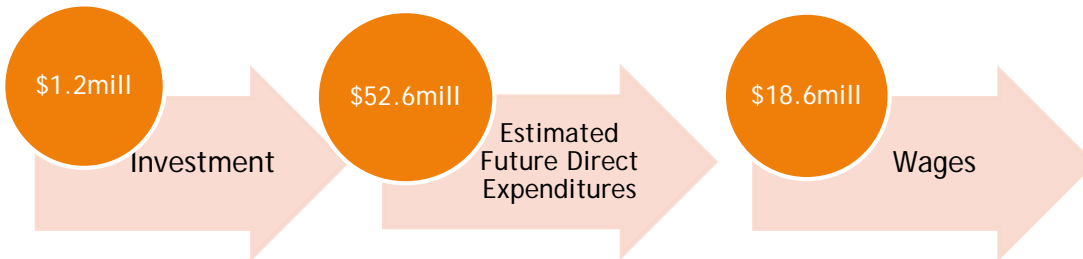 $1.2mill
Investment
$52.6mill
Estimated
Future Direct
Expenditures
$18.6mill
Wages